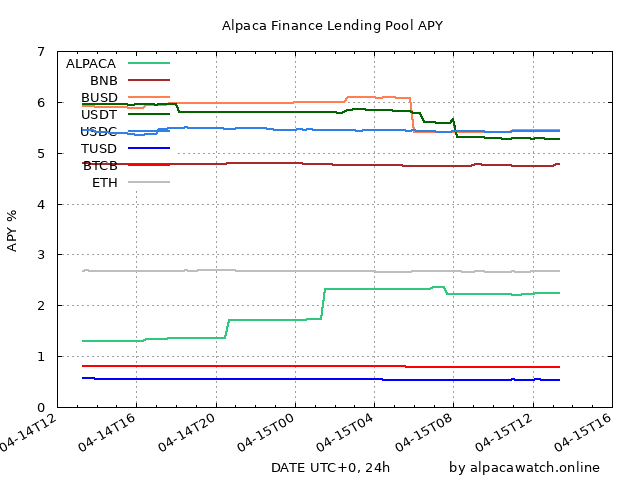 Alpaca Finance Lending Pool APY
7
6
5
4
3
2
1
0
APY %
ALPACA
BNB
BUSD
USDT
USDC
TUSD
BTCB
ETH
04-14T12
04-14T16
04-14T20
04-15T00
04-15T04
04-15T08
04-15T12
04-15T16
DATE UTC+0, 24h
by alpacawatch.online